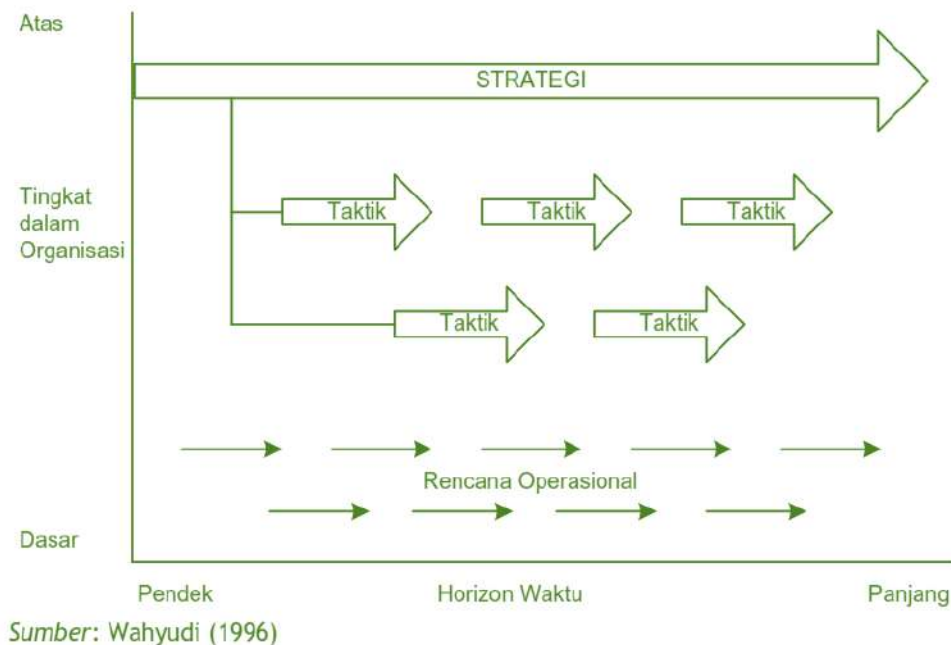 Atas
STRATEGI
Tingkat
dalam
Organisasi
Taktik
Taktik
Taktik
Taktik
Taktik
Rencana Operasional
Dasar
Pendek
Horizon Waktu
Panjang
Sumber: Wahyudi (1996)